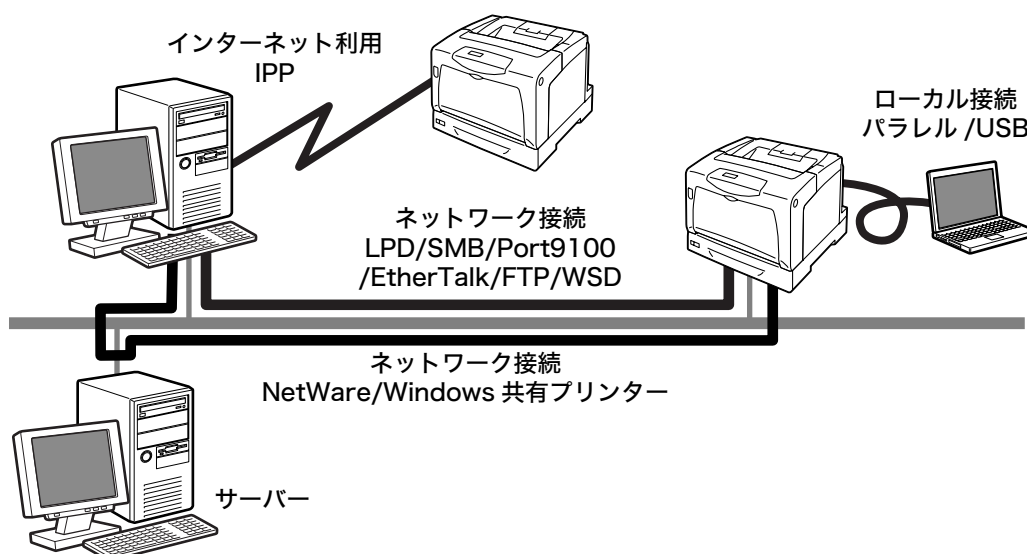 インターネット利用
IPP
ローカル接続
パラレル /USB
ネットワーク接続
LPD/SMB/Port9100
/EtherTalk/FTP/WSD
ネットワーク接続
NetWare/Windows 共有プリンター
サーバー